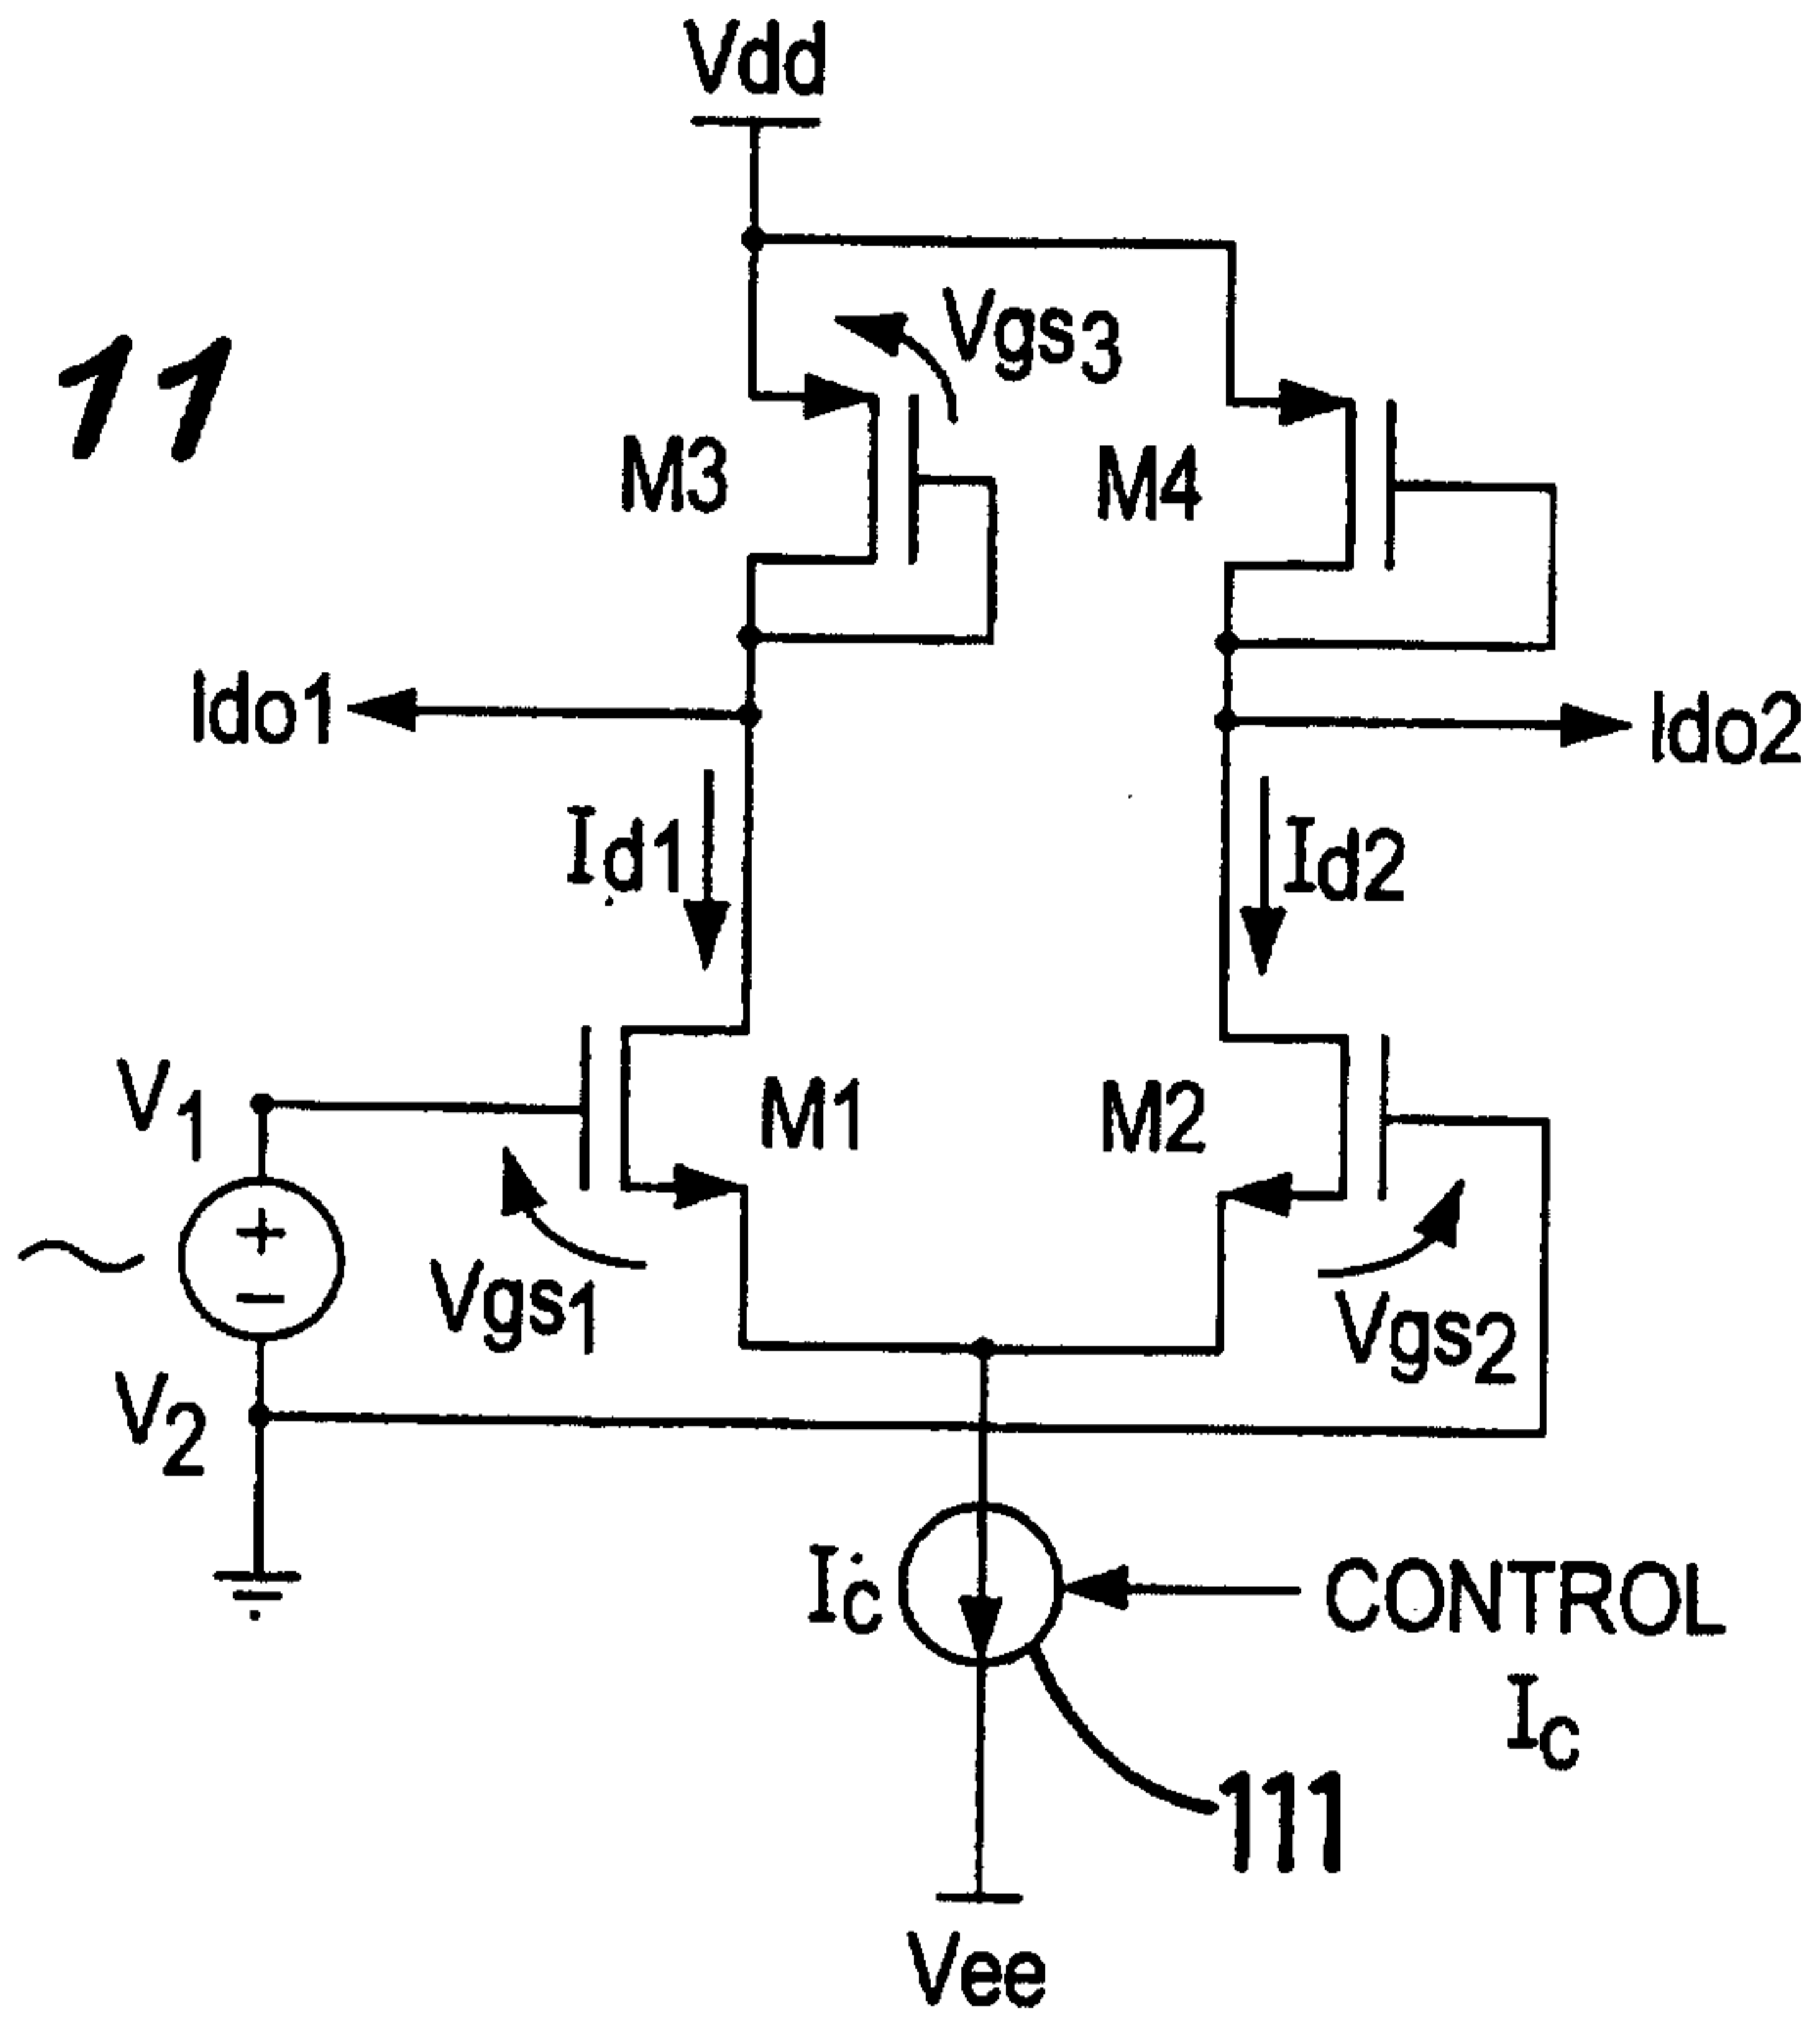 Vdd
11
Vgs3
M3
M4
Ido1
Ido2
Id1
Id2
V1
M1
M2
+
−
Vgs1
Vgs2
V2
Ic
CONTROL
Ic
111
Vee